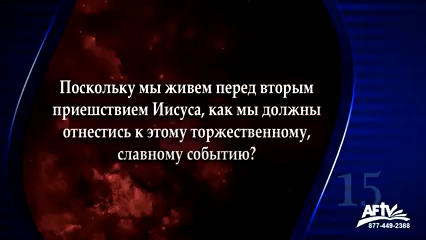 Поскольку мы живем перед вторым
приешствием Иисуса, как мы должны
отнестись к этому торжественному,
славному событию?
15
AFTV
877-449-2388